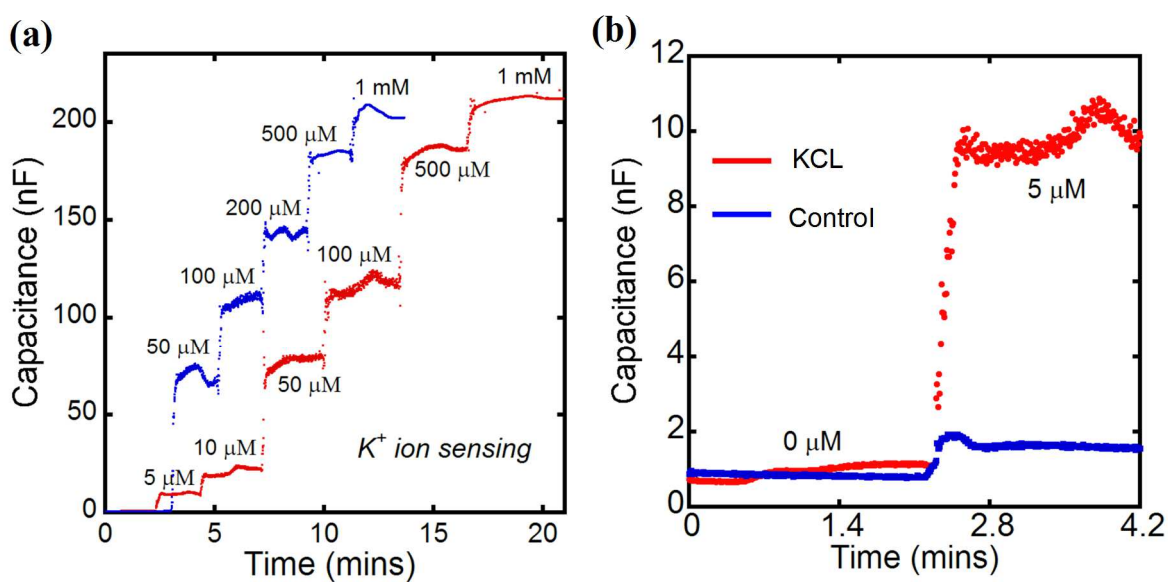 (a)
Capacitance (nF)
200
150
100
50
0
0
5
10
15
20
Time (mins)
50 μM
100 μM
200 μM
500 μM
1 mM
5 μM
10 μM
50 μM
100 μM
500 μM
1 mM
K⁺ ion sensing
(b)
Capacitance (nF)
12
10
8
6
4
2
0
0
1.4
2.8
4.2
Time (mins)
KCL
Control
0 μM
5 μM